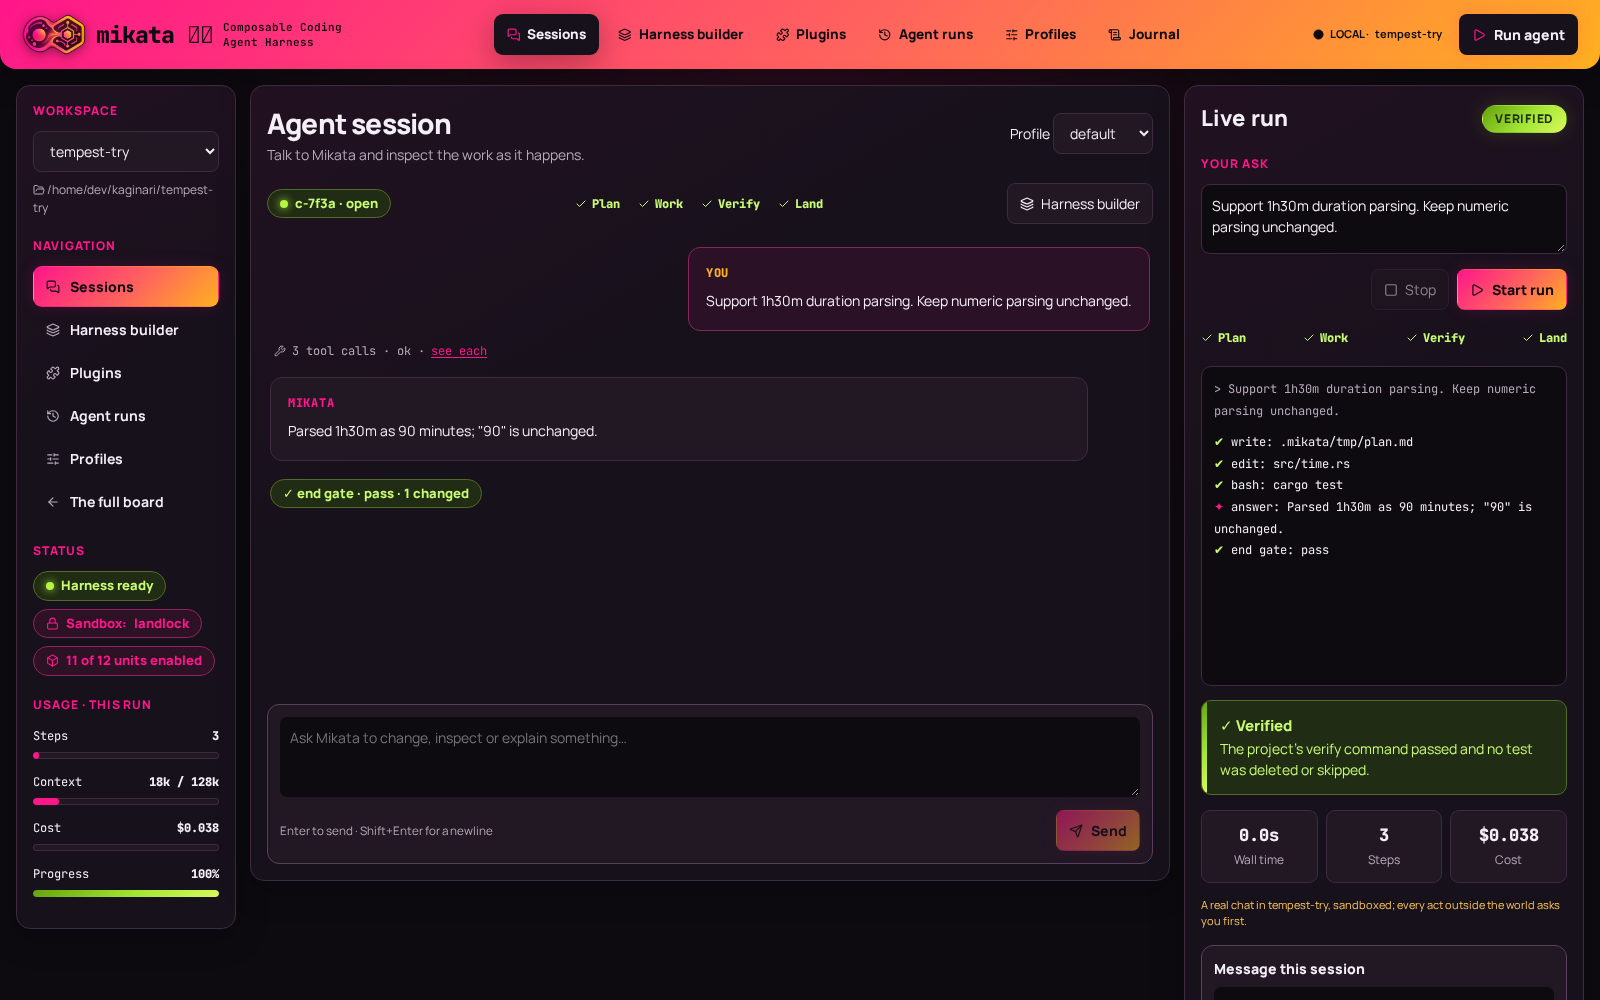 mikata
Composable Coding
Agent Harness
Sessions
Harness builder
Plugins
Agent runs
Profiles
Journal
LOCAL · tempest-try
Run agent
WORKSPACE
tempest-try
/home/dev/kaginari/tempest-
try
NAVIGATION
Sessions
Harness builder
Plugins
Agent runs
Profiles
The full board
STATUS
Harness ready
Sandbox: landlock
11 of 12 units enabled
USAGE · THIS RUN
Steps 3
Context 18k / 128k
Cost $0.038
Progress 100%
Agent session
Talk to Mikata and inspect the work as it happens.
Profile default
c-7f3a · open
✓ Plan ✓ Work ✓ Verify ✓ Land
Harness builder
YOU
Support 1h30m duration parsing. Keep numeric parsing unchanged.
3 tool calls · ok · see each
MIKATA
Parsed 1h30m as 90 minutes; "90" is unchanged.
✓ end gate · pass · 1 changed
Ask Mikata to change, inspect or explain something…
Enter to send · Shift+Enter for a newline
Send
Live run
VERIFIED
YOUR ASK
Support 1h30m duration parsing. Keep numeric
parsing unchanged.
Stop
Start run
✓ Plan ✓ Work ✓ Verify ✓ Land
> Support 1h30m duration parsing. Keep numeric
parsing unchanged.
✔ write: .mikata/tmp/plan.md
✔ edit: src/time.rs
✔ bash: cargo test
✦ answer: Parsed 1h30m as 90 minutes; "90" is
unchanged.
✔ end gate: pass
✓ Verified
The project's verify command passed and no test
was deleted or skipped.
0.0s
Wall time
3
Steps
$0.038
Cost
A real chat in tempest-try, sandboxed; every act outside the world asks
you first.
Message this session